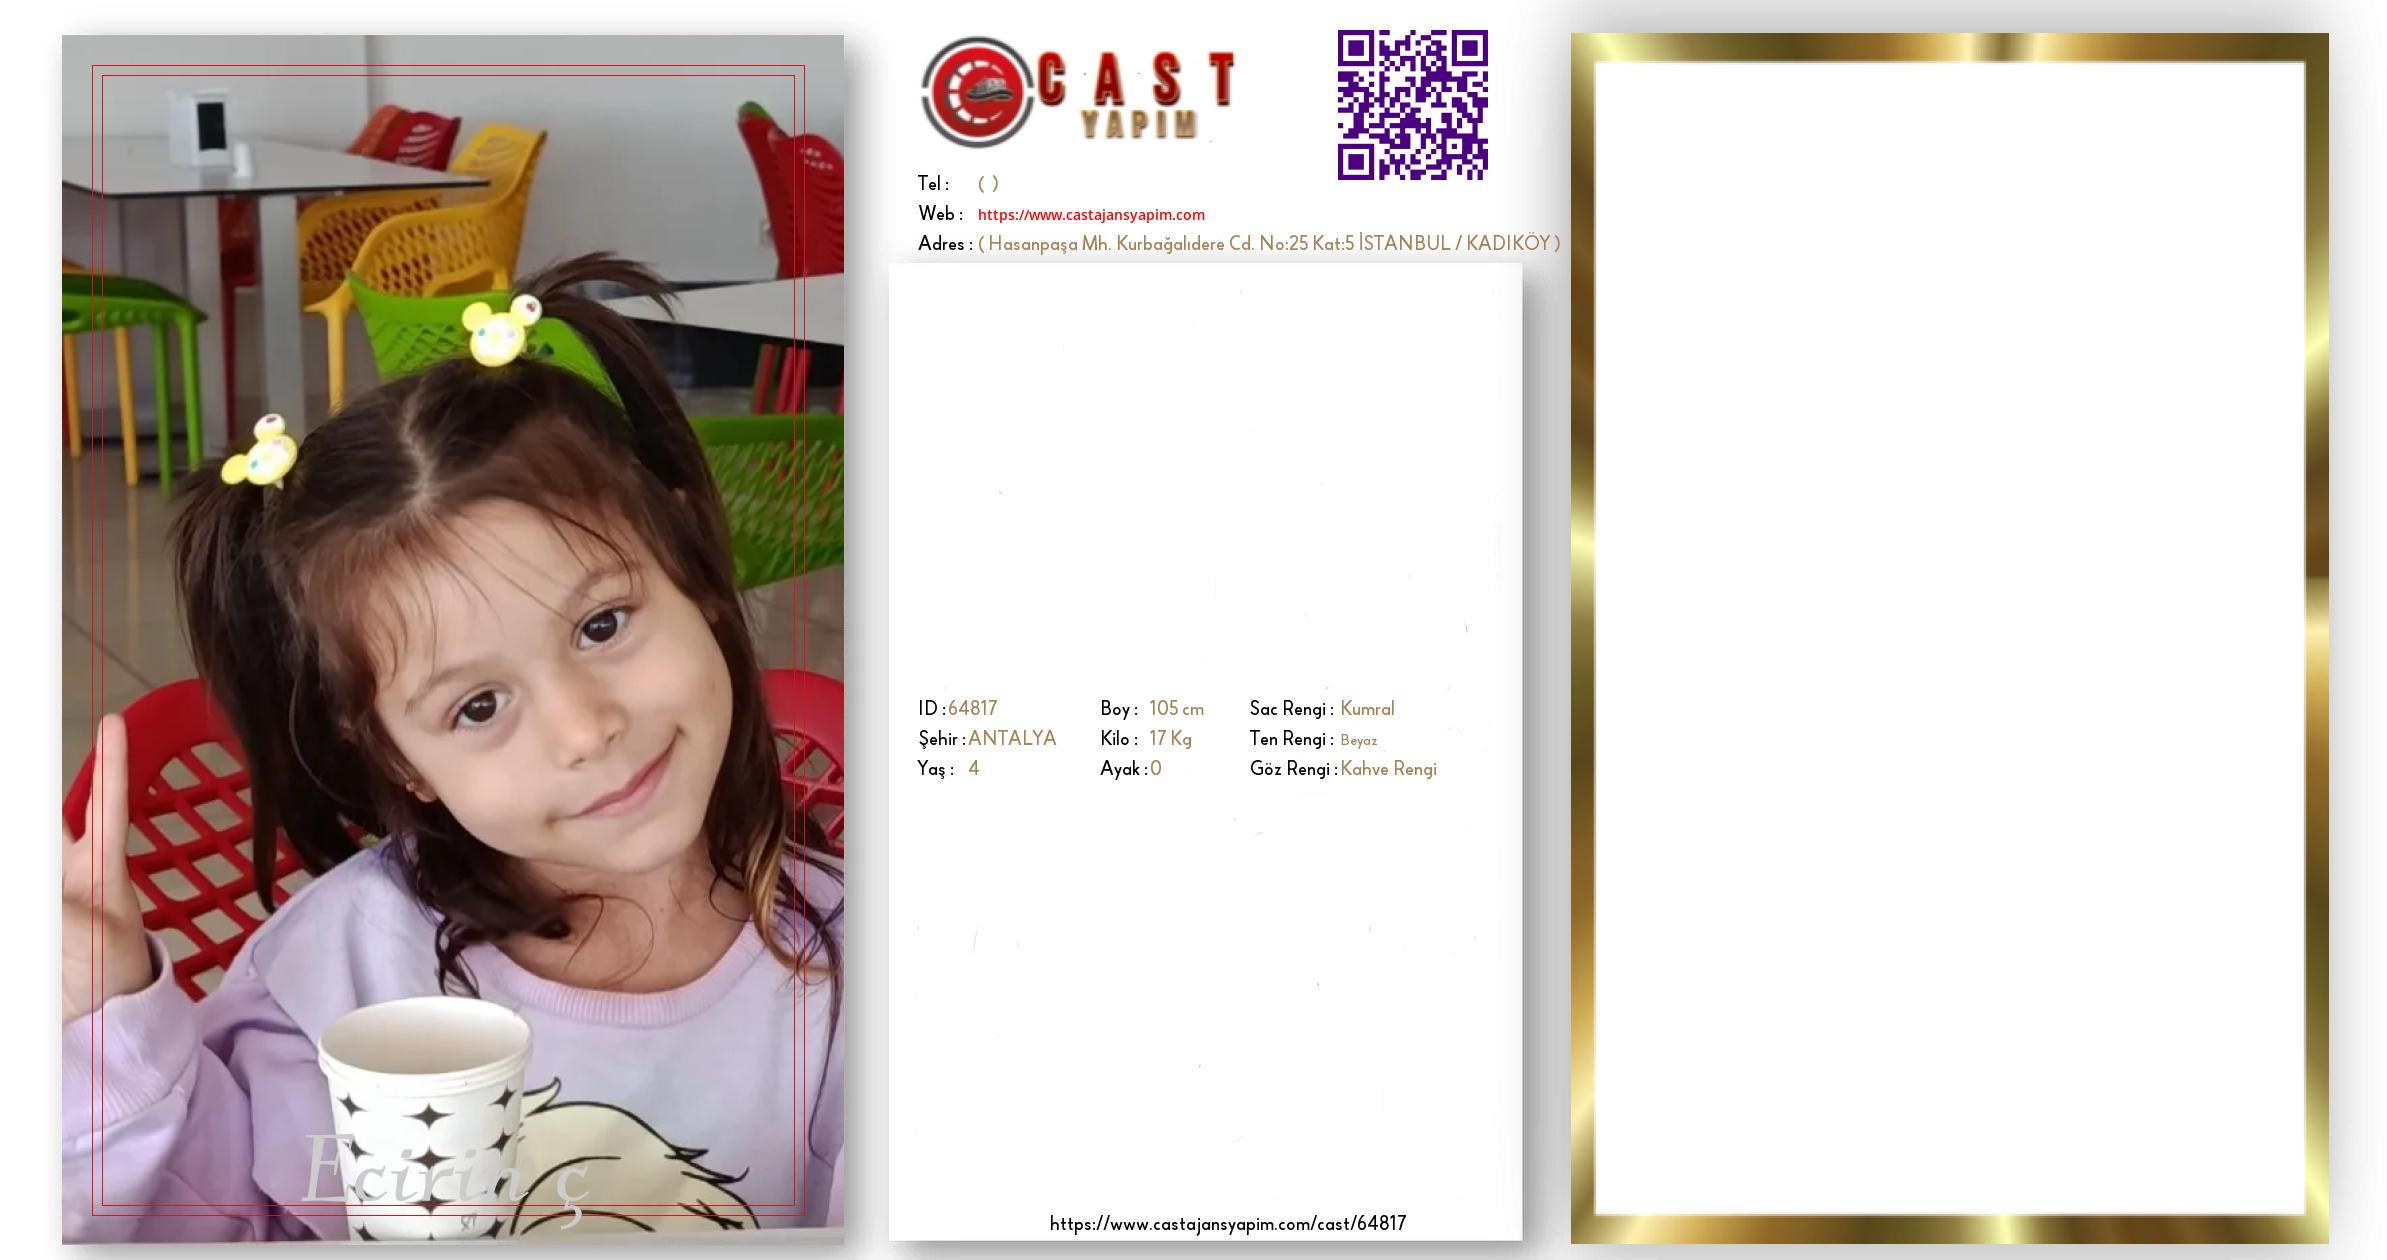 CAST
YAPIM
Tel : ( )
Web : https://www.castajansyapim.com
Adres : ( Hasanpaşa Mh. Kurbağalıdere Cd. No:25 Kat:5 İSTANBUL / KADIKÖY )
ID : 64817 Boy : 105 cm Sac Rengi : Kumral
Şehir : ANTALYA Kilo : 17 Kg Ten Rengi : Beyaz
Yaş : 4 Ayak : 0 Göz Rengi : Kahve Rengi
Ecirin ç
https://www.castajansyapim.com/cast/64817